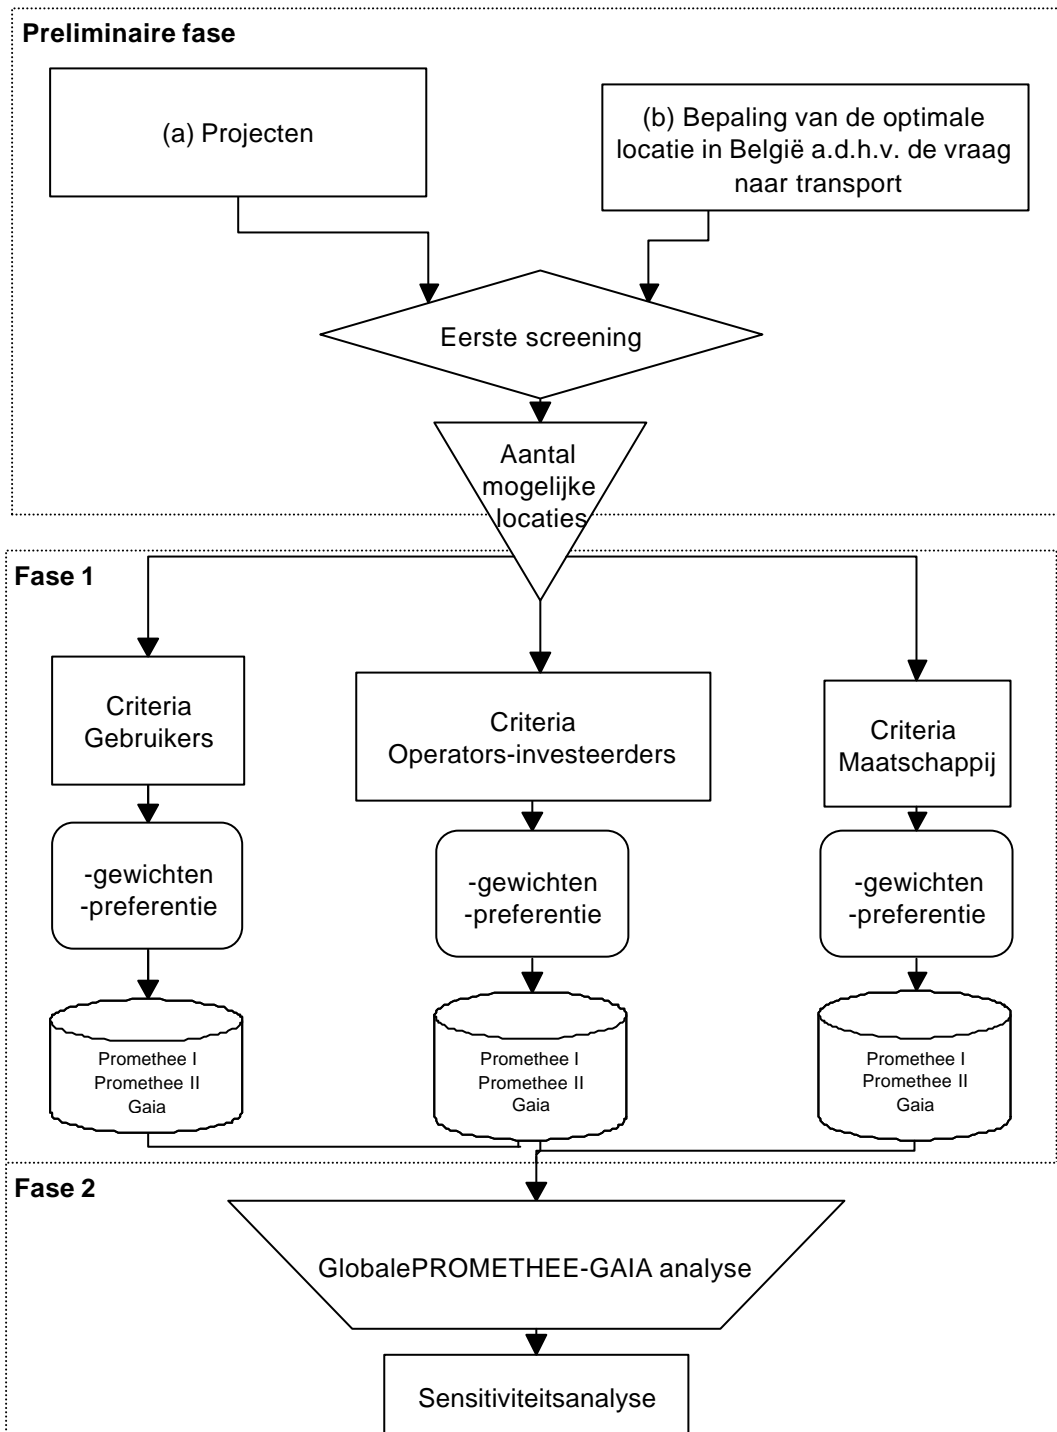 Preliminaire fase
(a) Projecten
(b) Bepaling van de optimale
locatie in België a.d.h.v. de vraag
naar transport
Eerste screening
Aantal
mogelijke
locaties
Fase 1
Criteria
Gebruikers
Criteria
Operators-investeerders
Criteria
Maatschappij
-gewichten
-preferentie
-gewichten
-preferentie
-gewichten
-preferentie
Promethee I
Promethee II
Gaia
Promethee I
Promethee II
Gaia
Promethee I
Promethee II
Gaia
Fase 2
GlobalePROMETHEE-GAIA analyse
Sensitiviteitsanalyse